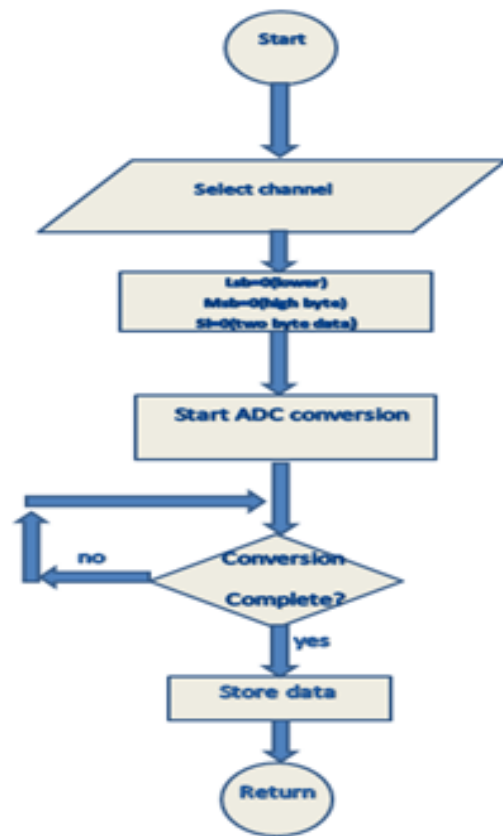 Start
Select channel
Lsb=0(lower)
Msb=0(high byte)
Sl=0(two byte data)
Start ADC conversion
Conversion
Complete?
no
yes
Store data
Return